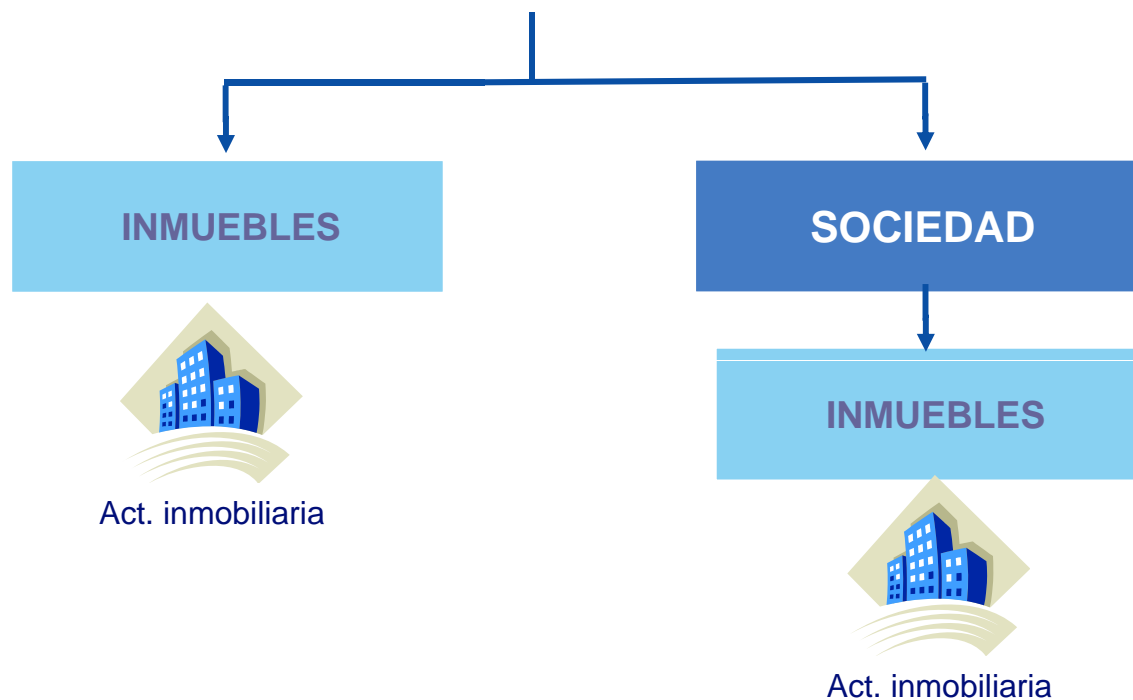 INMUEBLES
SOCIEDAD
INMUEBLES
Act. inmobiliaria
Act. inmobiliaria